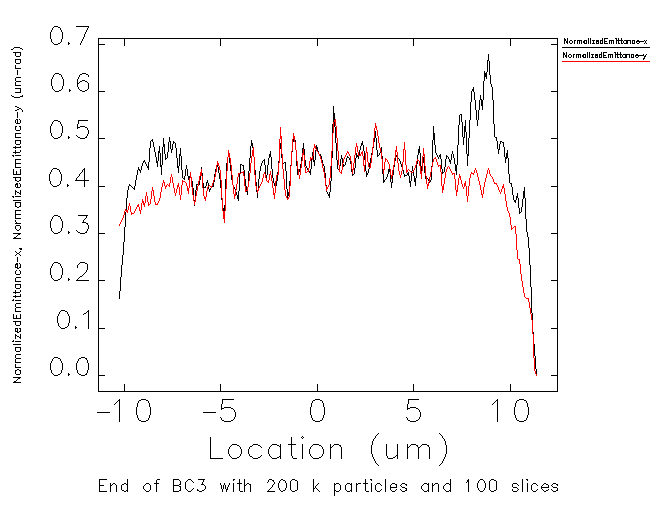 NormalizedEmittance-x
NormalizedEmittance-y
NormalizedEmittance-x, NormalizedEmittance-y (um-rad)
0.7
0.6
0.5
0.4
0.3
0.2
0.1
0.0
-10 -5 0 5 10
Location (um)
End of BC3 with 200 k particles and 100 slices